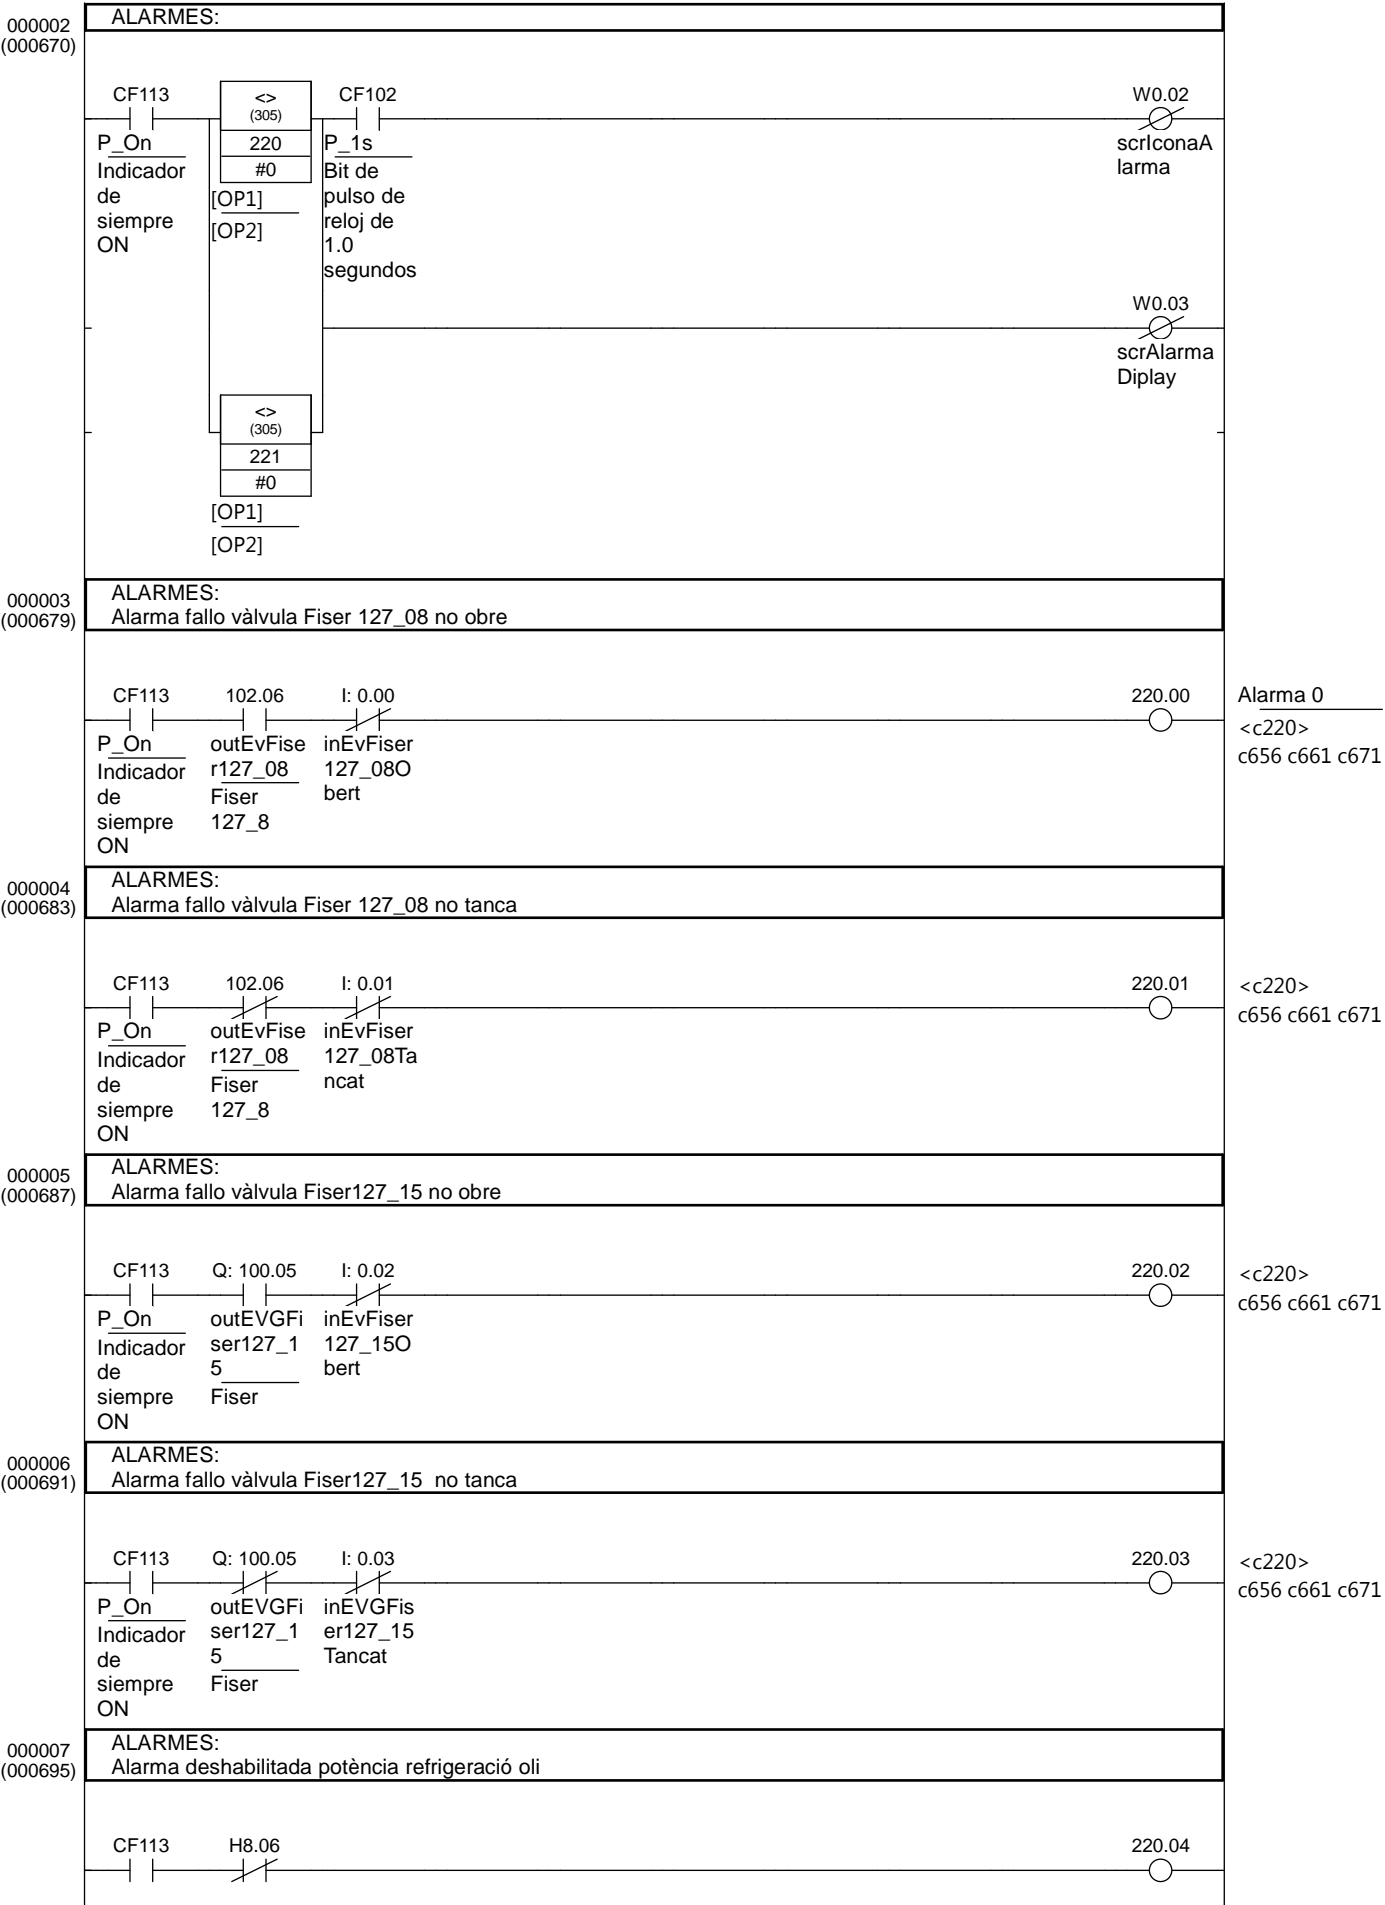 000002
(000670)
ALARMES:
CF113
<>
(305)
220
#0
[OP1]
[OP2]
CF102
W0.02
P_On
Indicador
de
siempre
ON
P_1s
Bit de
pulso de
reloj de
1.0
segundos
scrIconaA
larma
W0.03
scrAlarma
Diplay
<>
(305)
221
#0
[OP1]
[OP2]
000003
(000679)
ALARMES:
Alarma fallo vàlvula Fiser 127_08 no obre
CF113
102.06
I: 0.00
220.00
Alarma 0
<c220>
c656 c661 c671
P_On
Indicador
de
siempre
ON
outEvFise
r127_08
Fiser
127_8
inEvFiser
127_08O
bert
000004
(000683)
ALARMES:
Alarma fallo vàlvula Fiser 127_08 no tanca
CF113
102.06
I: 0.01
220.01
<c220>
c656 c661 c671
P_On
Indicador
de
siempre
ON
outEvFise
r127_08
Fiser
127_8
inEvFiser
127_08Ta
ncat
000005
(000687)
ALARMES:
Alarma fallo vàlvula Fiser127_15 no obre
CF113
Q: 100.05
I: 0.02
220.02
<c220>
c656 c661 c671
P_On
Indicador
de
siempre
ON
outEVGFi
ser127_1
5
Fiser
inEvFiser
127_15O
bert
000006
(000691)
ALARMES:
Alarma fallo vàlvula Fiser127_15  no tanca
CF113
Q: 100.05
I: 0.03
220.03
<c220>
c656 c661 c671
P_On
Indicador
de
siempre
ON
outEVGFi
ser127_1
5
Fiser
inEVGFis
er127_15
Tancat
000007
(000695)
ALARMES:
Alarma deshabilitada potència refrigeració oli
CF113
H8.06
220.04